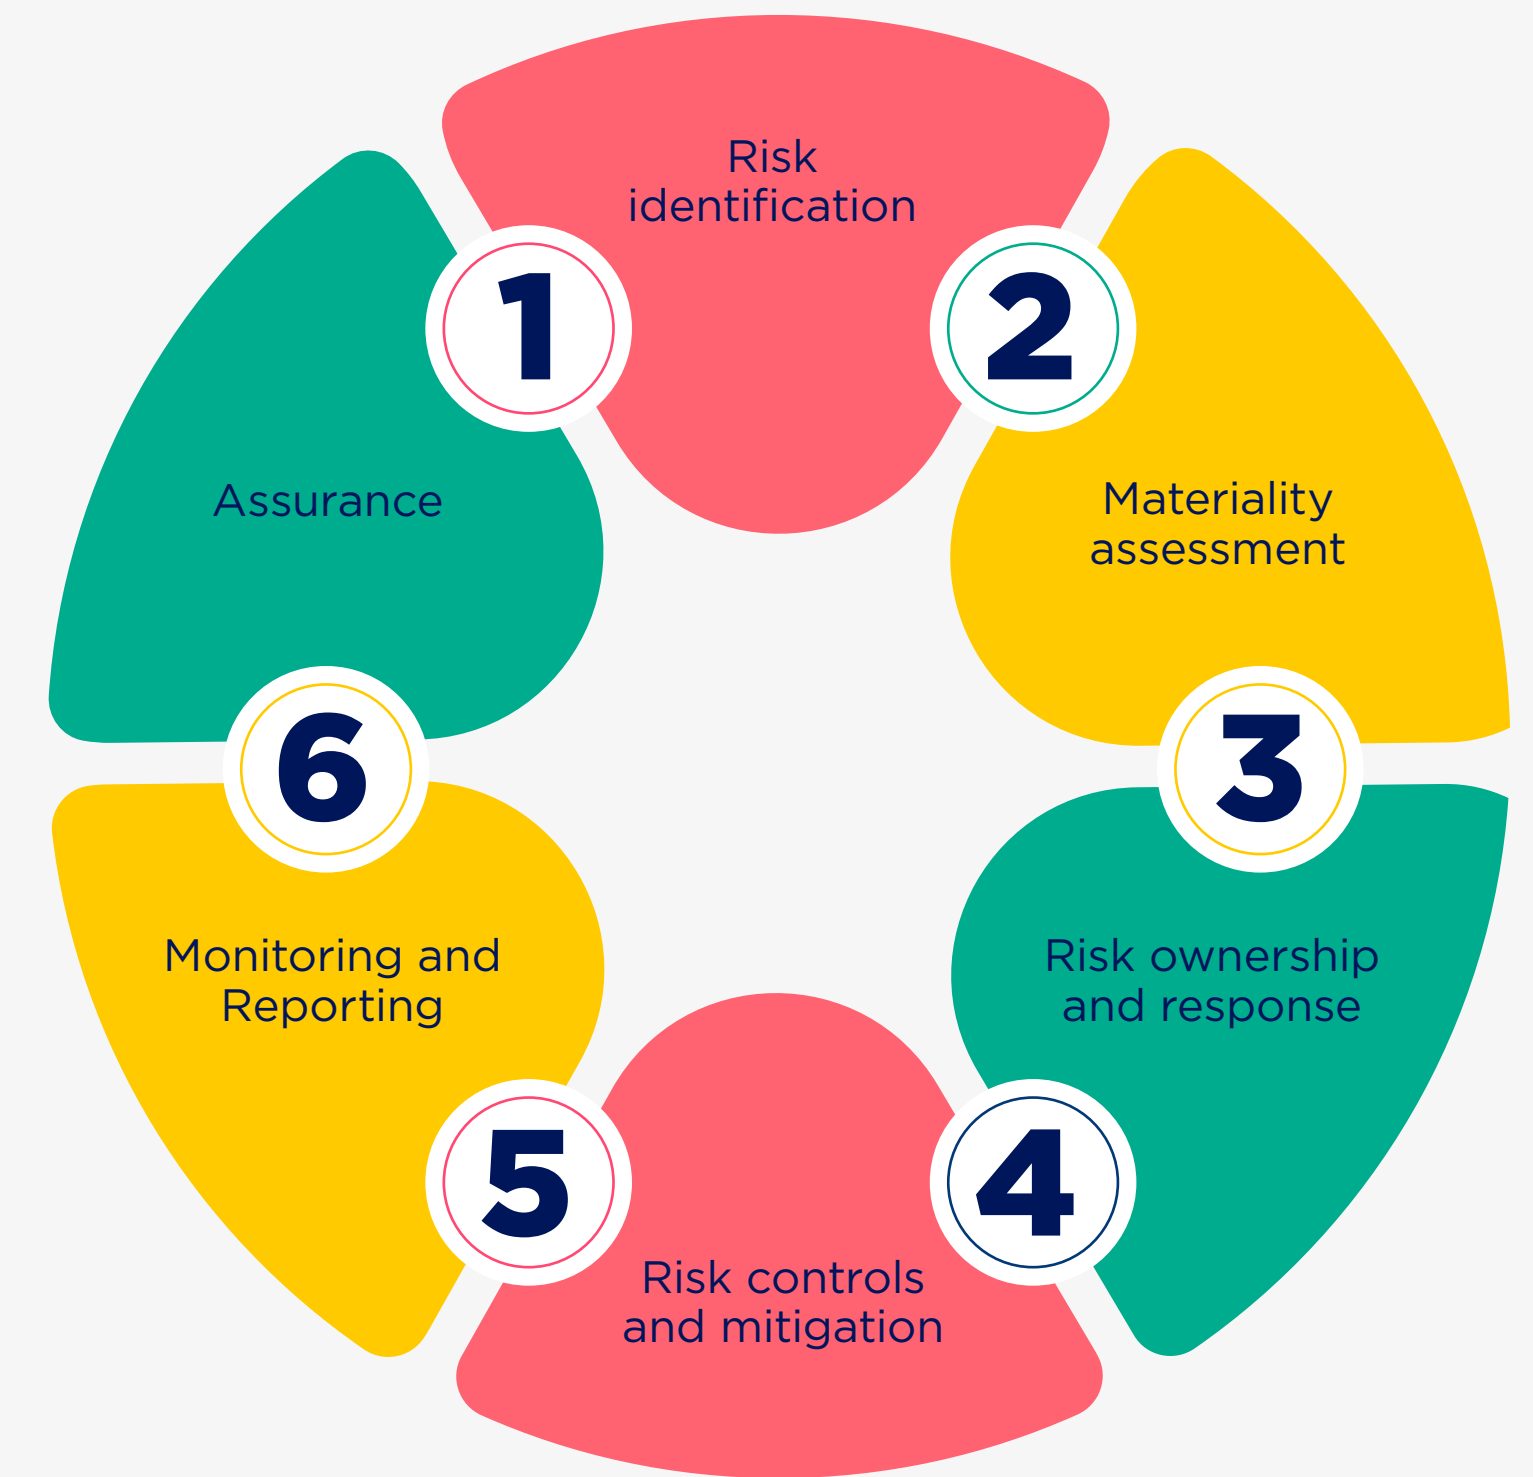 1
Risk
identification
2
Materiality
assessment
3
Risk ownership
and response
4
Risk controls
and mitigation
5
Monitoring and
Reporting
6
Assurance